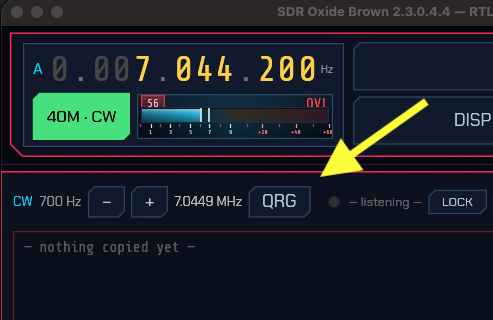 SDR Oxide Brown 2.3.0.4.4 — RTL
A 0.007.044.200 Hz
40M · CW
S6 OVL
1 3 5 7 9 +20 +40 +60
DISP
CW 700 Hz − + 7.0449 MHz QRG — listening — LOCK
— nothing copied yet —